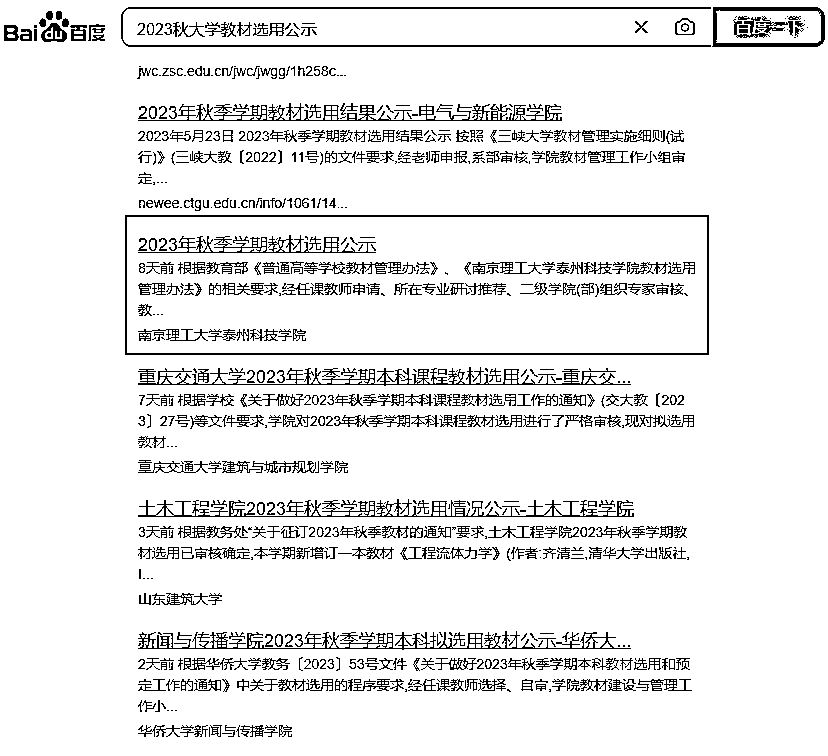 Bai百度 2023秋大学教材选用公示 百度一下
jwc.zsc.edu.cn/jwc/jwgg/1h258c...
2023年秋季学期教材选用结果公示-电气与新能源学院
2023年5月23日 2023年秋季学期教材选用结果公示 按照《三峡大学教材管理实施细则(试
行)》(三峡大教〔2022〕11号)的文件要求,经老师申报,系部审核,学院教材管理工作小组审
定,...
newee.ctgu.edu.cn/info/1061/14...
2023年秋季学期教材选用公示
8天前 根据教育部《普通高等学校教材管理办法》、《南京理工大学泰州科技学院教材选用
管理办法》的相关要求,经任课教师申请、所在专业研讨推荐、二级学院(部)组织专家审核、
教...
南京理工大学泰州科技学院
重庆交通大学2023年秋季学期本科课程教材选用公示-重庆交...
7天前 根据学校《关于做好2023年秋季学期本科课程教材选用工作的通知》(交大教〔202
3〕27号)等文件要求,学院对2023年秋季学期本科课程教材选用进行了严格审核,现对拟选用
教材...
重庆交通大学建筑与城市规划学院
土木工程学院2023年秋季学期教材选用情况公示-土木工程学院
3天前 根据教务处“关于征订2023年秋季教材的通知”要求,土木工程学院2023年秋季学期教
材选用已审核确定,本学期新增订一本教材《工程流体力学》(作者:齐清兰,清华大学出版社,
I...
山东建筑大学
新闻与传播学院2023年秋季学期本科拟选用教材公示-华侨大...
2天前 根据华侨大学教务〔2023〕53号文件《关于做好2023年秋季学期本科教材选用和预
定工作的通知》中关于教材选用的程序要求,经任课教师选择、自审,学院教材建设与管理工
作小...
华侨大学新闻与传播学院